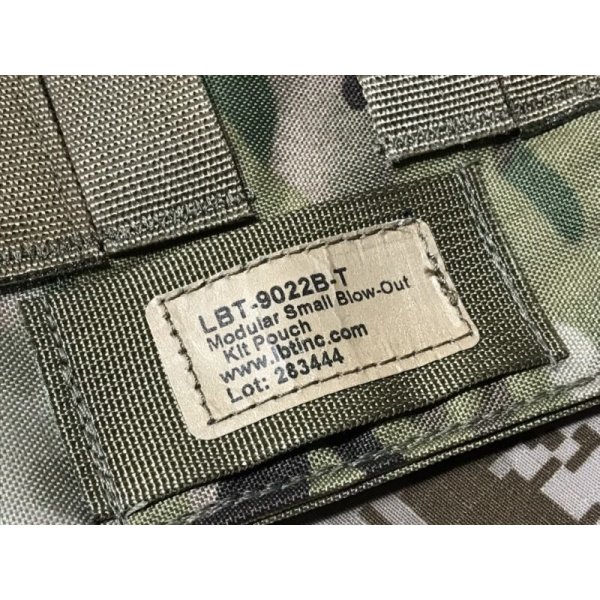 LBT-9022B-T
Modular Small Blow-Out
Kit Pouch
www.lbtinc.com
Lot: 283444